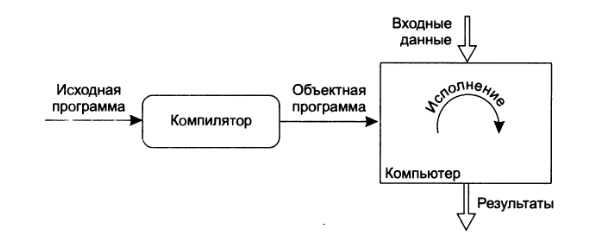 Входные
данные
Исходная
программа
Компилятор
Объектная
программа
Исполнение
Компьютер
Результаты